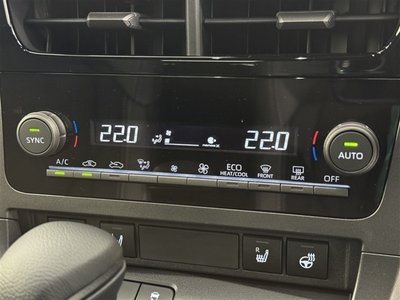 22.0 22.0
SYNC AUTO
A/C ECO HEAT/COOL FRONT REAR OFF
R